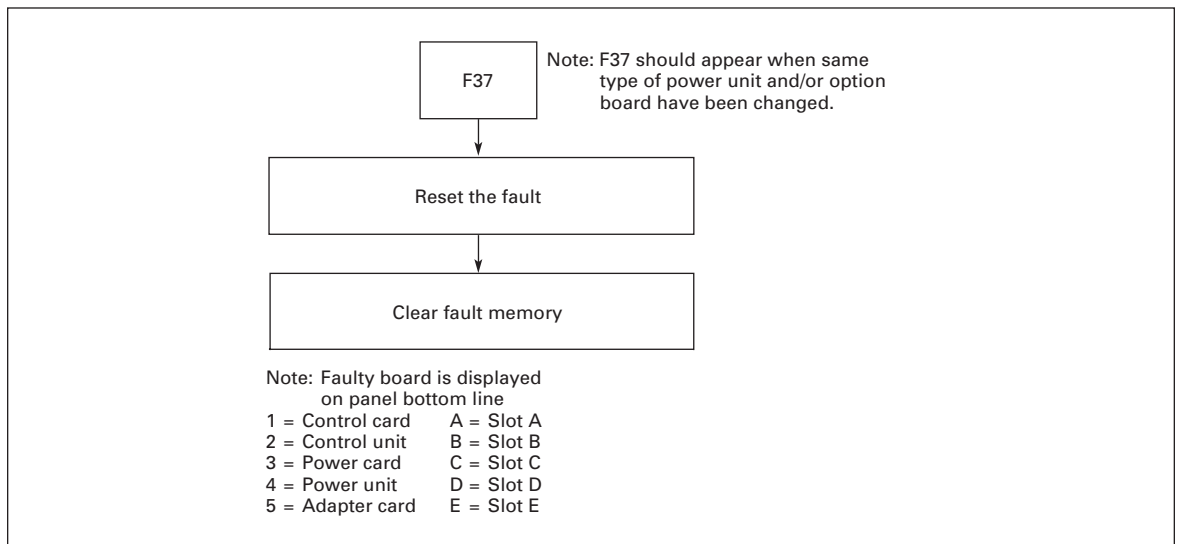 F37
Note: F37 should appear when same
type of power unit and/or option
board have been changed.
Reset the fault
Clear fault memory
Note: Faulty board is displayed
on panel bottom line
1 = Control card A = Slot A
2 = Control unit B = Slot B
3 = Power card C = Slot C
4 = Power unit D = Slot D
5 = Adapter card E = Slot E